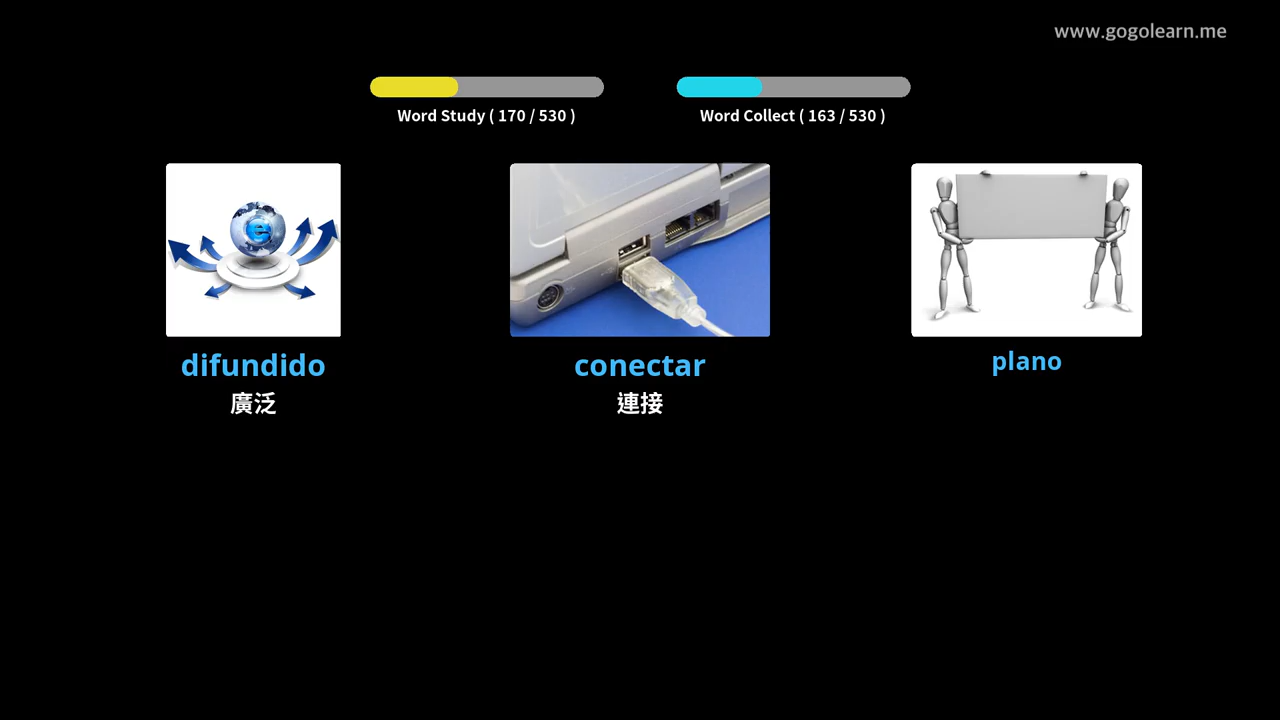 www.gogolearn.me
Word Study ( 170 / 530 )
Word Collect ( 163 / 530 )
e
difundido
conectar
plano
廣泛
連接